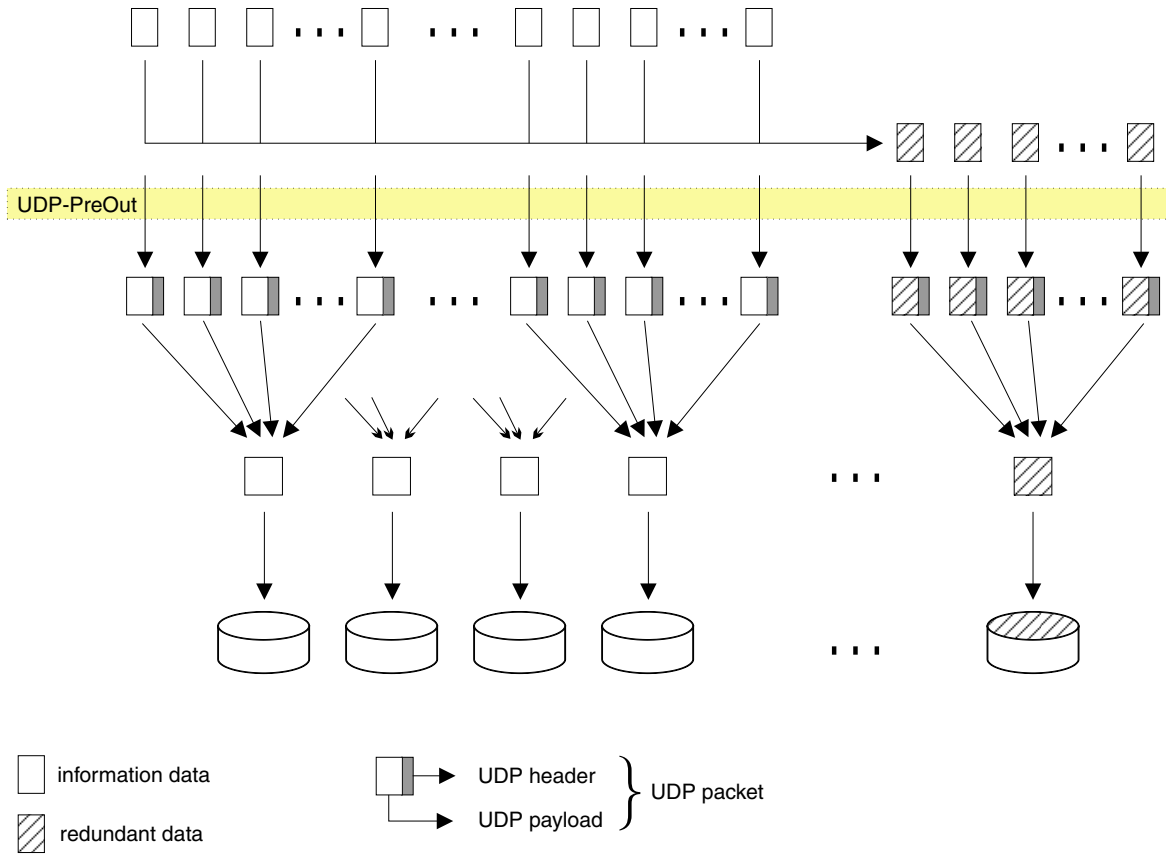 UDP-PreOut
information data
redundant data
UDP header
UDP payload
UDP packet